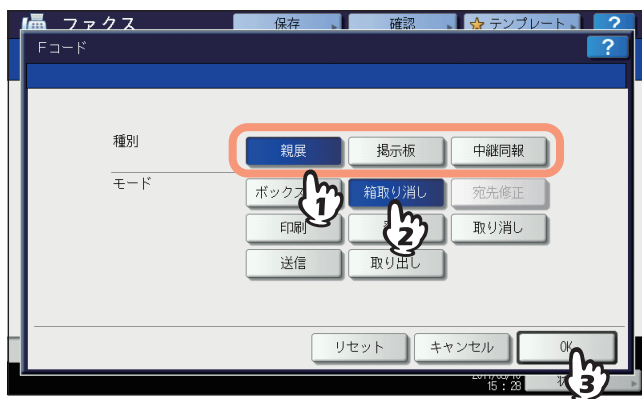 ファクス 保存 確認 テンプレート ?
Fコード ?
種別 親展 掲示板 中継同報
モード ボックス 箱取り消し 宛先修正
1
印刷 取り消し
2
送信 取り出し
リセット キャンセル OK
15:28
3